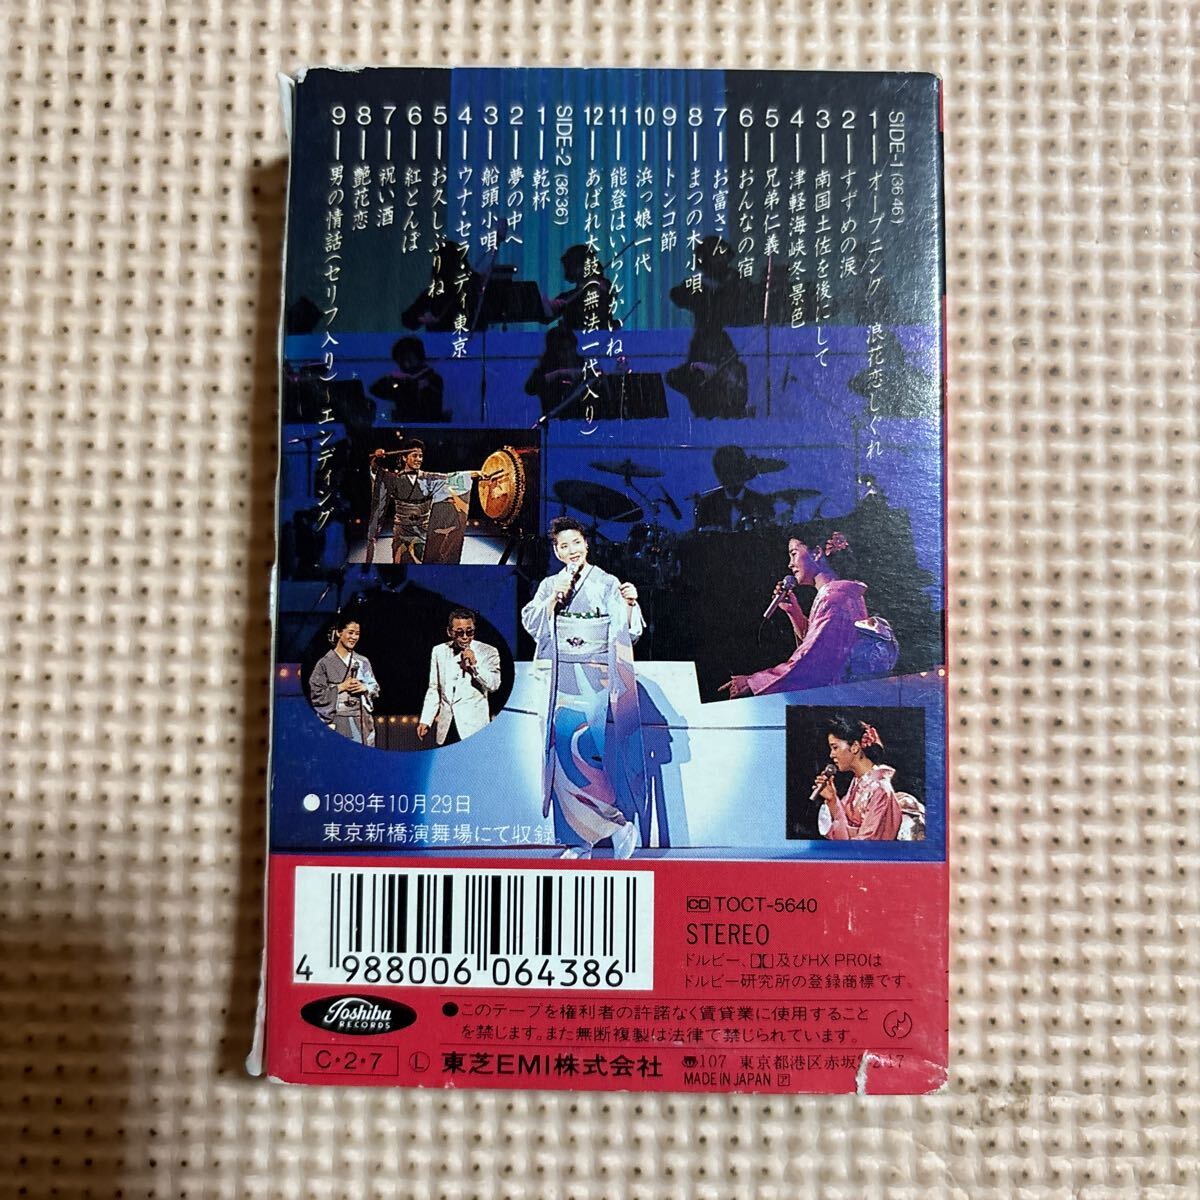 SIDE-1 (36:46)
1—オープニング 浪花恋しぐれ
2—すずめの涙
3—南国土佐を後にして
4—津軽海峡冬景色
5—兄弟仁義
6—おんなの宿
7—お富さん
8—まつの木小唄
9—トンコ節
10—浜っ娘一代
11—能登はいらんかいね
12—あばれ太鼓(無法一代入り)
SIDE-2 (36:36)
1—乾杯
2—夢の中へ
3—船頭小唄
4—ウナ・セラ・ディ東京
5—お久しぶりね
6—紅とんぼ
7—祝い酒
8—艶花恋
9—男の情話(セリフ入り)〜エンディング
●1989年10月29日
東京新橋演舞場にて収録。
4 988006 064386
CD TOCT-5640
STEREO
ドルビー、及びHX PROは
ドルビー研究所の登録商標です。
Toshiba
RECORDS
●このテープを権利者の許諾なく賃貸業に使用すること
を禁じます。また無断複製は法律で禁じられています。
C・2・7
Ⓛ 東芝EMI株式会社
〒107 東京都港区赤坂2-2-17
MADE IN JAPAN ア